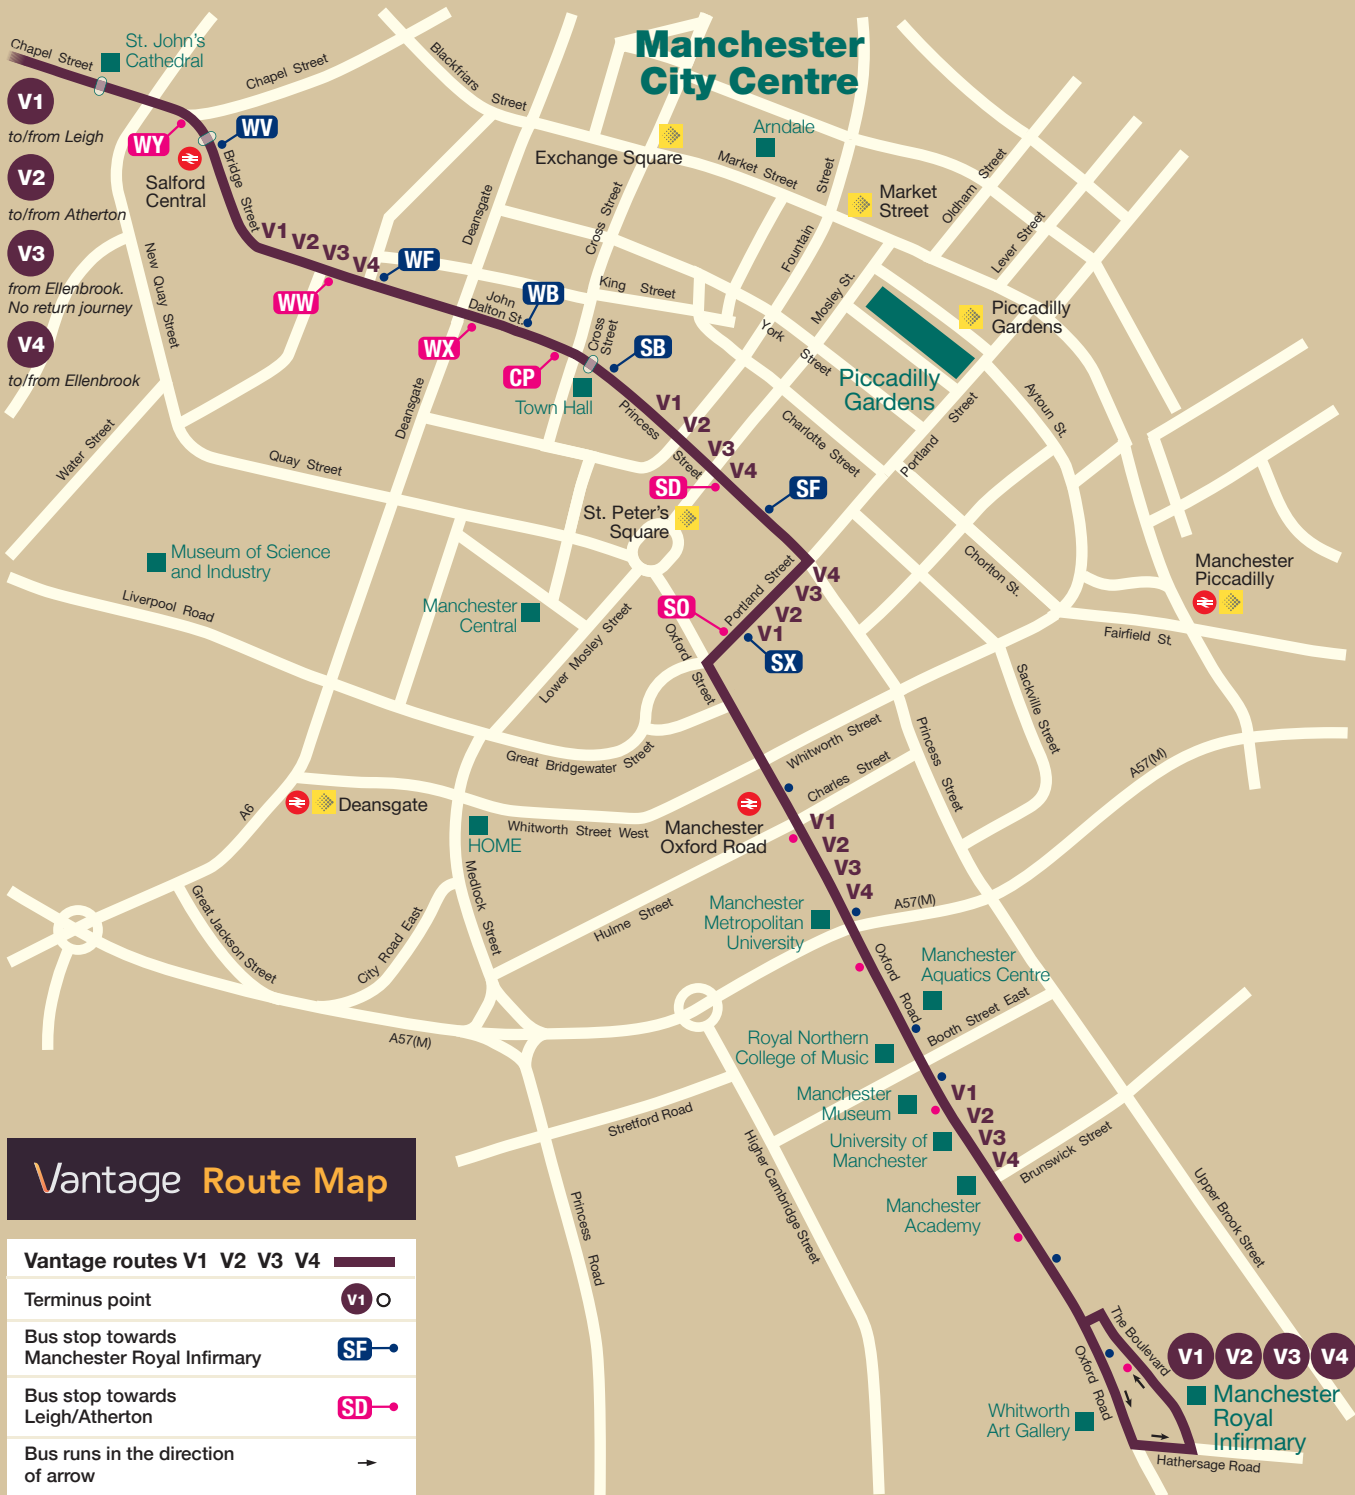 Manchester
City Centre
Chapel Street
St. John's
Cathedral
Chapel Street
Blackfriars Street
V1
to/from Leigh
V2
to/from Atherton
V3
from Ellenbrook.
No return journey
V4
to/from Ellenbrook
WY
WV
Salford
Central
Bridge Street
V1 V2 V3 V4
Exchange Square
Arndale
Market Street
Market
Street
Fountain Street
Oldham Street
Lever Street
Deansgate
Cross Street
New Quay Street
WF
WW
King Street
John
Dalton St.
WB
WX
CP
Cross
Street
SB
Town Hall
York Street
Mosley St.
Piccadilly
Gardens
Piccadilly
Gardens
Princess Street
V1
V2
V3
V4
Deansgate
Water Street
Quay Street
Charlotte Street
Portland Street
Aytoun St.
SD
SF
St. Peter's
Square
Museum of Science
and Industry
Liverpool Road
Manchester
Central
Lower Mosley Street
SO
Portland Street
V4
V3
V2
V1
SX
Oxford Street
Chorlton St.
Manchester
Piccadilly
Fairfield St.
Sackville Street
Princess Street
Great Bridgewater Street
Whitworth Street
Charles Street
A57(M)
A6
Deansgate
HOME
Whitworth Street West
Manchester
Oxford Road
V1
V2
V3
V4
Great Jackson Street
City Road East
Medlock Street
Hulme Street
Manchester
Metropolitan
University
A57(M)
Oxford Road
Manchester
Aquatics Centre
Booth Street East
A57(M)
Royal Northern
College of Music
Manchester
Museum
University of
Manchester
Manchester
Academy
V1
V2
V3
V4
Stretford Road
Brunswick Street
Higher Cambridge Street
Princess Road
Upper Brook Street
The Boulevard
Oxford Road
V1 V2 V3 V4
Manchester
Royal
Infirmary
Whitworth
Art Gallery
Hathersage Road
Vantage Route Map
Vantage routes V1 V2 V3 V4
Terminus point V1
Bus stop towards
Manchester Royal Infirmary SF
Bus stop towards
Leigh/Atherton SD
Bus runs in the direction
of arrow